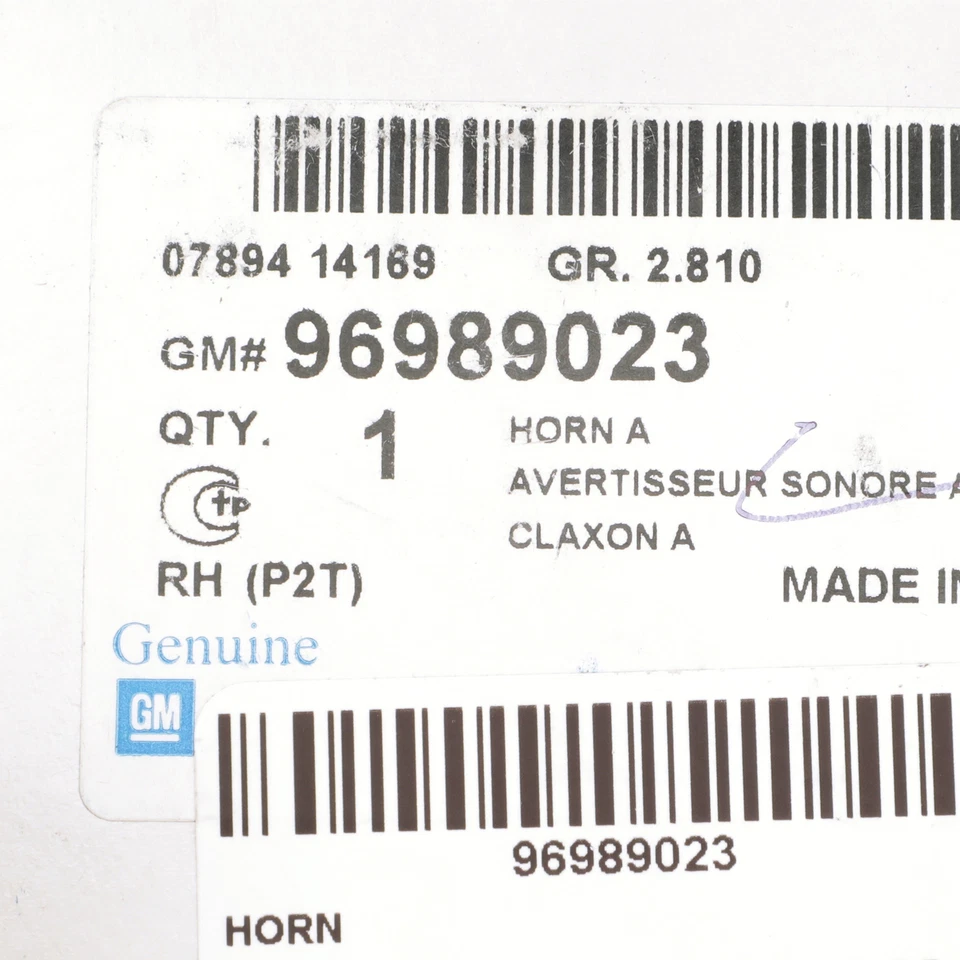 07894 14169 GR. 2.810
GM# 96989023
QTY. 1 HORN A
AVERTISSEUR SONORE A
CLAXON A
RH (P2T)
MADE IN
Genuine
GM
96989023
HORN